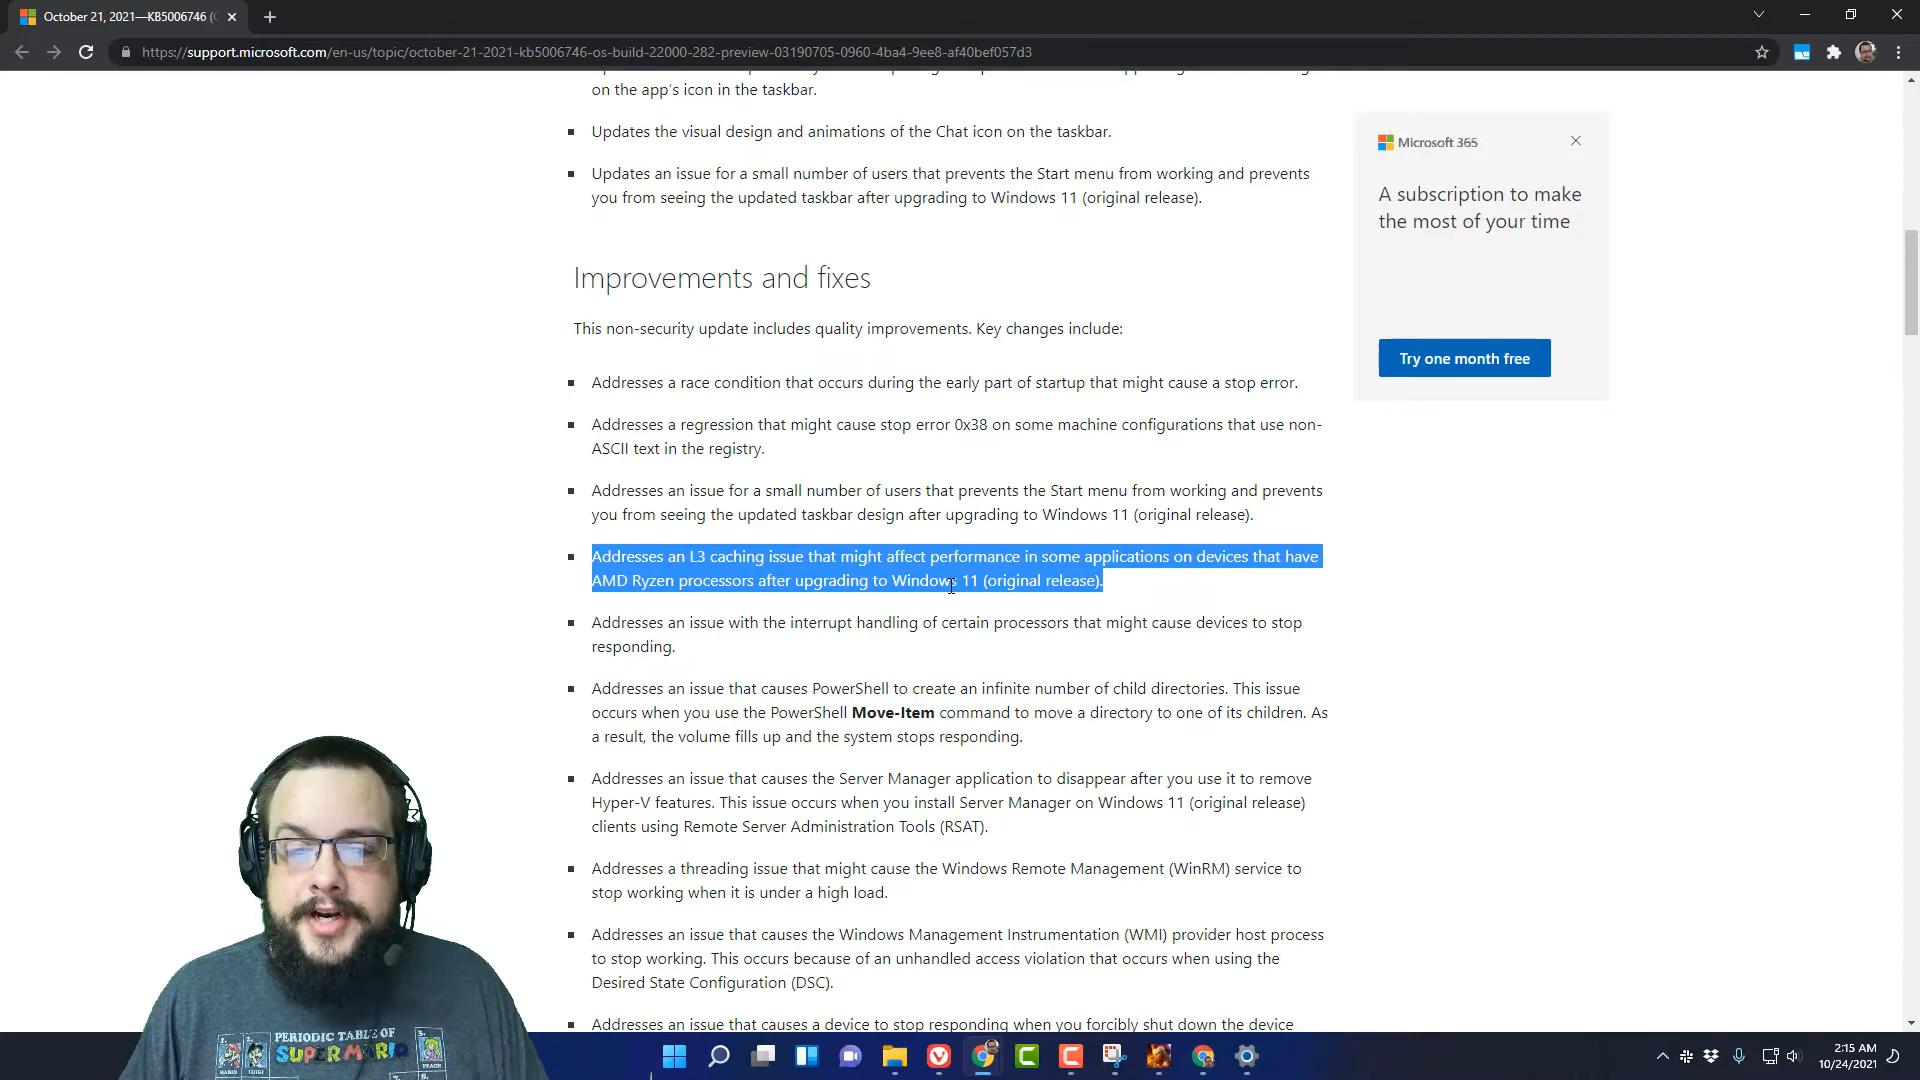 October 21, 2021—KB5006746 (
https://support.microsoft.com/en-us/topic/october-21-2021-kb5006746-os-build-22000-282-preview-03190705-0960-4ba4-9ee8-af40bef057d3
on the app's icon in the taskbar.
Updates the visual design and animations of the Chat icon on the taskbar.
Updates an issue for a small number of users that prevents the Start menu from working and prevents
you from seeing the updated taskbar after upgrading to Windows 11 (original release).
Microsoft 365
A subscription to make
the most of your time
Try one month free
Improvements and fixes
This non-security update includes quality improvements. Key changes include:
Addresses a race condition that occurs during the early part of startup that might cause a stop error.
Addresses a regression that might cause stop error 0x38 on some machine configurations that use non-
ASCII text in the registry.
Addresses an issue for a small number of users that prevents the Start menu from working and prevents
you from seeing the updated taskbar design after upgrading to Windows 11 (original release).
Addresses an L3 caching issue that might affect performance in some applications on devices that have
AMD Ryzen processors after upgrading to Windows 11 (original release).
Addresses an issue with the interrupt handling of certain processors that might cause devices to stop
responding.
Addresses an issue that causes PowerShell to create an infinite number of child directories. This issue
occurs when you use the PowerShell Move-Item command to move a directory to one of its children. As
a result, the volume fills up and the system stops responding.
Addresses an issue that causes the Server Manager application to disappear after you use it to remove
Hyper-V features. This issue occurs when you install Server Manager on Windows 11 (original release)
clients using Remote Server Administration Tools (RSAT).
Addresses a threading issue that might cause the Windows Remote Management (WinRM) service to
stop working when it is under a high load.
Addresses an issue that causes the Windows Management Instrumentation (WMI) provider host process
to stop working. This occurs because of an unhandled access violation that occurs when using the
Desired State Configuration (DSC).
Addresses an issue that causes a device to stop responding when you forcibly shut down the device
PERIODIC TABLE OF
SUPER MARIO
MARIO
LUIGI
PEACH
2:15 AM
10/24/2021